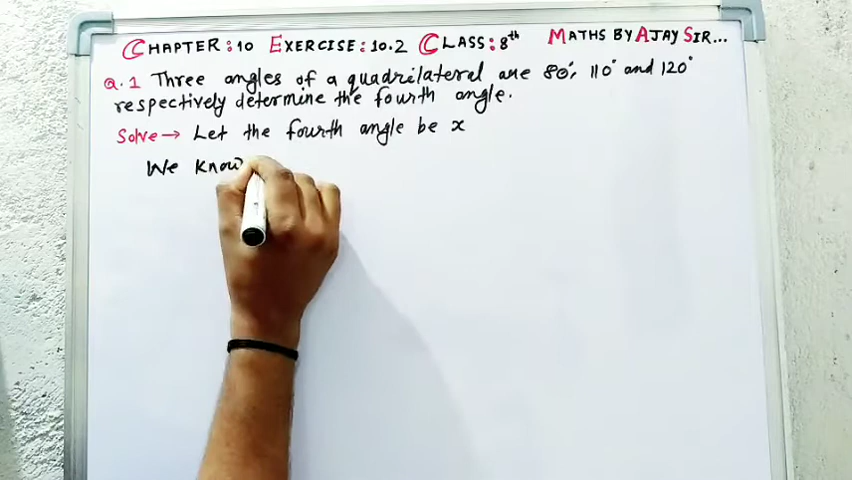 CHAPTER:10 EXERCISE:10.2 CLASS:8th MATHS BY AJAY SIR...
Q.1 Three angles of a quadrilateral are 80°, 110° and 120°
respectively determine the fourth angle.
Solve→ Let the fourth angle be x
We know